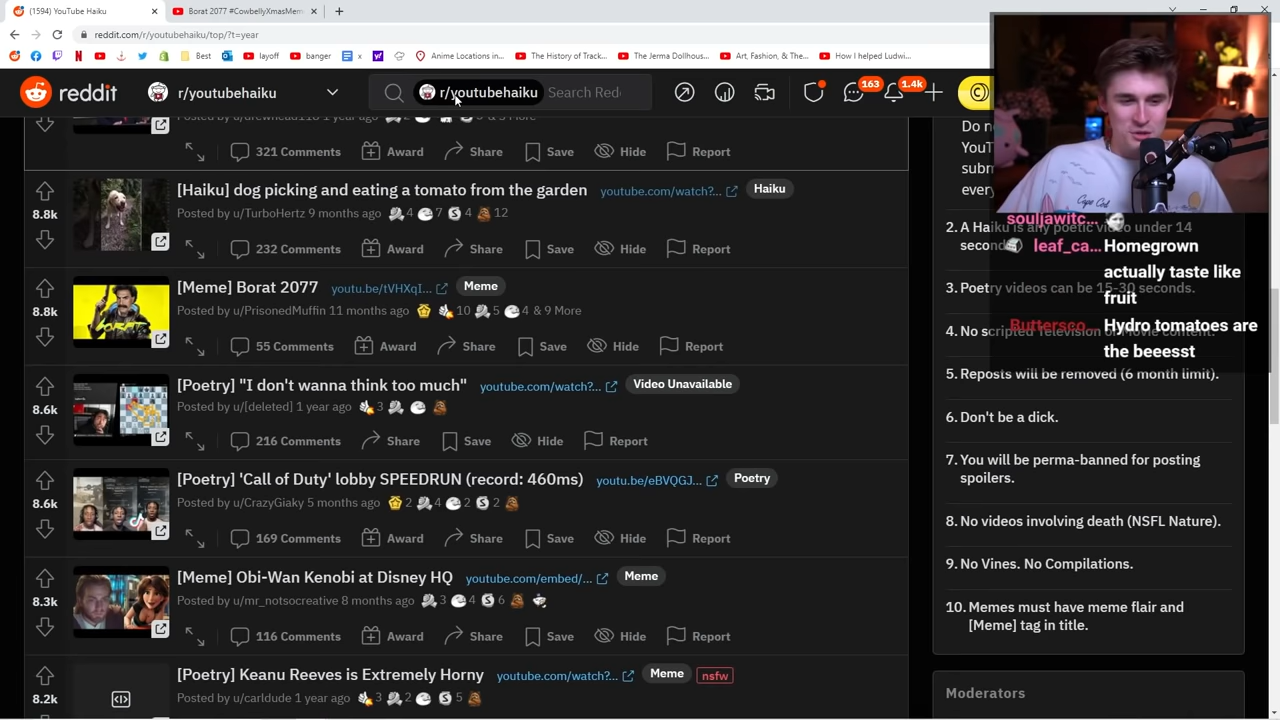 (1594) YouTube Haiku
Borat 2077 #CowbellyXmasMem
reddit.com/r/youtubehaiku/top/?t=year
Best
layoff
banger
x
Anime Locations in...
The History of Track...
The Jerma Dollhous...
Art, Fashion, & The...
How I helped Ludwi...
reddit
r/youtubehaiku
r/youtubehaiku
Search Red
163
1.4k
321 Comments
Award
Share
Save
Hide
Report
8.8k
[Haiku] dog picking and eating a tomato from the garden
youtube.com/watch?...
Haiku
Posted by u/TurboHertz 9 months ago
4
7
4
12
232 Comments
Award
Share
Save
Hide
Report
8.8k
[Meme] Borat 2077
youtu.be/tVHXqI...
Meme
Posted by u/PrisonedMuffin 11 months ago
10
5
4 & 9 More
55 Comments
Award
Share
Save
Hide
Report
8.6k
[Poetry] "I don't wanna think too much"
youtube.com/watch?...
Video Unavailable
Posted by u/[deleted] 1 year ago
3
216 Comments
Share
Save
Hide
Report
8.6k
[Poetry] 'Call of Duty' lobby SPEEDRUN (record: 460ms)
youtu.be/eBVQGJ...
Poetry
Posted by u/CrazyGiaky 5 months ago
2
4
2
2
169 Comments
Award
Share
Save
Hide
Report
8.3k
[Meme] Obi-Wan Kenobi at Disney HQ
youtube.com/embed/...
Meme
Posted by u/mr_notsocreative 8 months ago
3
4
6
116 Comments
Award
Share
Save
Hide
Report
8.2k
[Poetry] Keanu Reeves is Extremely Horny
youtube.com/watch?...
Meme
nsfw
Posted by u/carldude 1 year ago
3
2
5
Do no
YouT
subm
every
2. A Haiku is any poetic video under 14
3. Poetry videos can be 15-30 seconds.
5. Reposts will be removed (6 month limit).
6. Don't be a dick.
7. You will be perma-banned for posting
spoilers.
8. No videos involving death (NSFL Nature).
9. No Vines. No Compilations.
10. Memes must have meme flair and
[Meme] tag in title.
Moderators
Cape Cod
souljawitc...
leaf_ca... Homegrown
actually taste like
fruit
Buttersco... Hydro tomatoes are
the beeesst